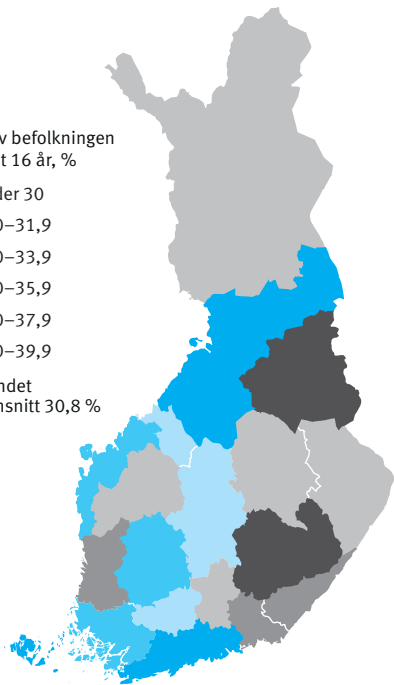 v befolkningen
t 16 år, %
der 30
0–31,9
0–33,9
0–35,9
0–37,9
0–39,9
ndet
nsnitt 30,8 %